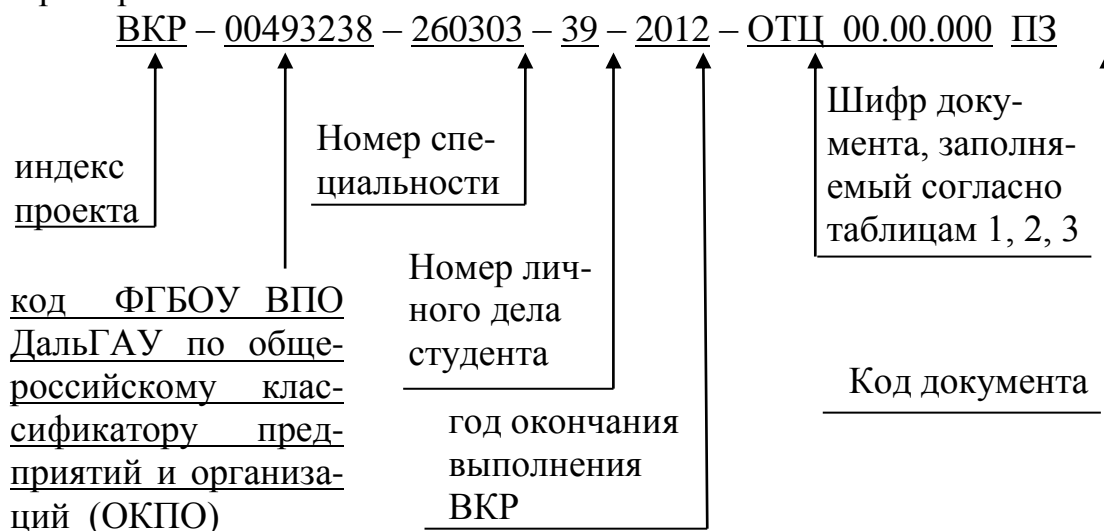 ВКР – 00493238 – 260303 – 39 – 2012 – ОТЦ 00.00.000 ПЗ
индекс
проекта
Номер спе-
циальности
Шифр доку-
мента, заполня-
емый согласно
таблицам 1, 2, 3
код ФГБОУ ВПО
ДальГАУ по обще-
российскому клас-
сификатору пред-
приятий и организа-
ций (ОКПО)
Номер лич-
ного дела
студента
год окончания
выполнения
ВКР
Код документа